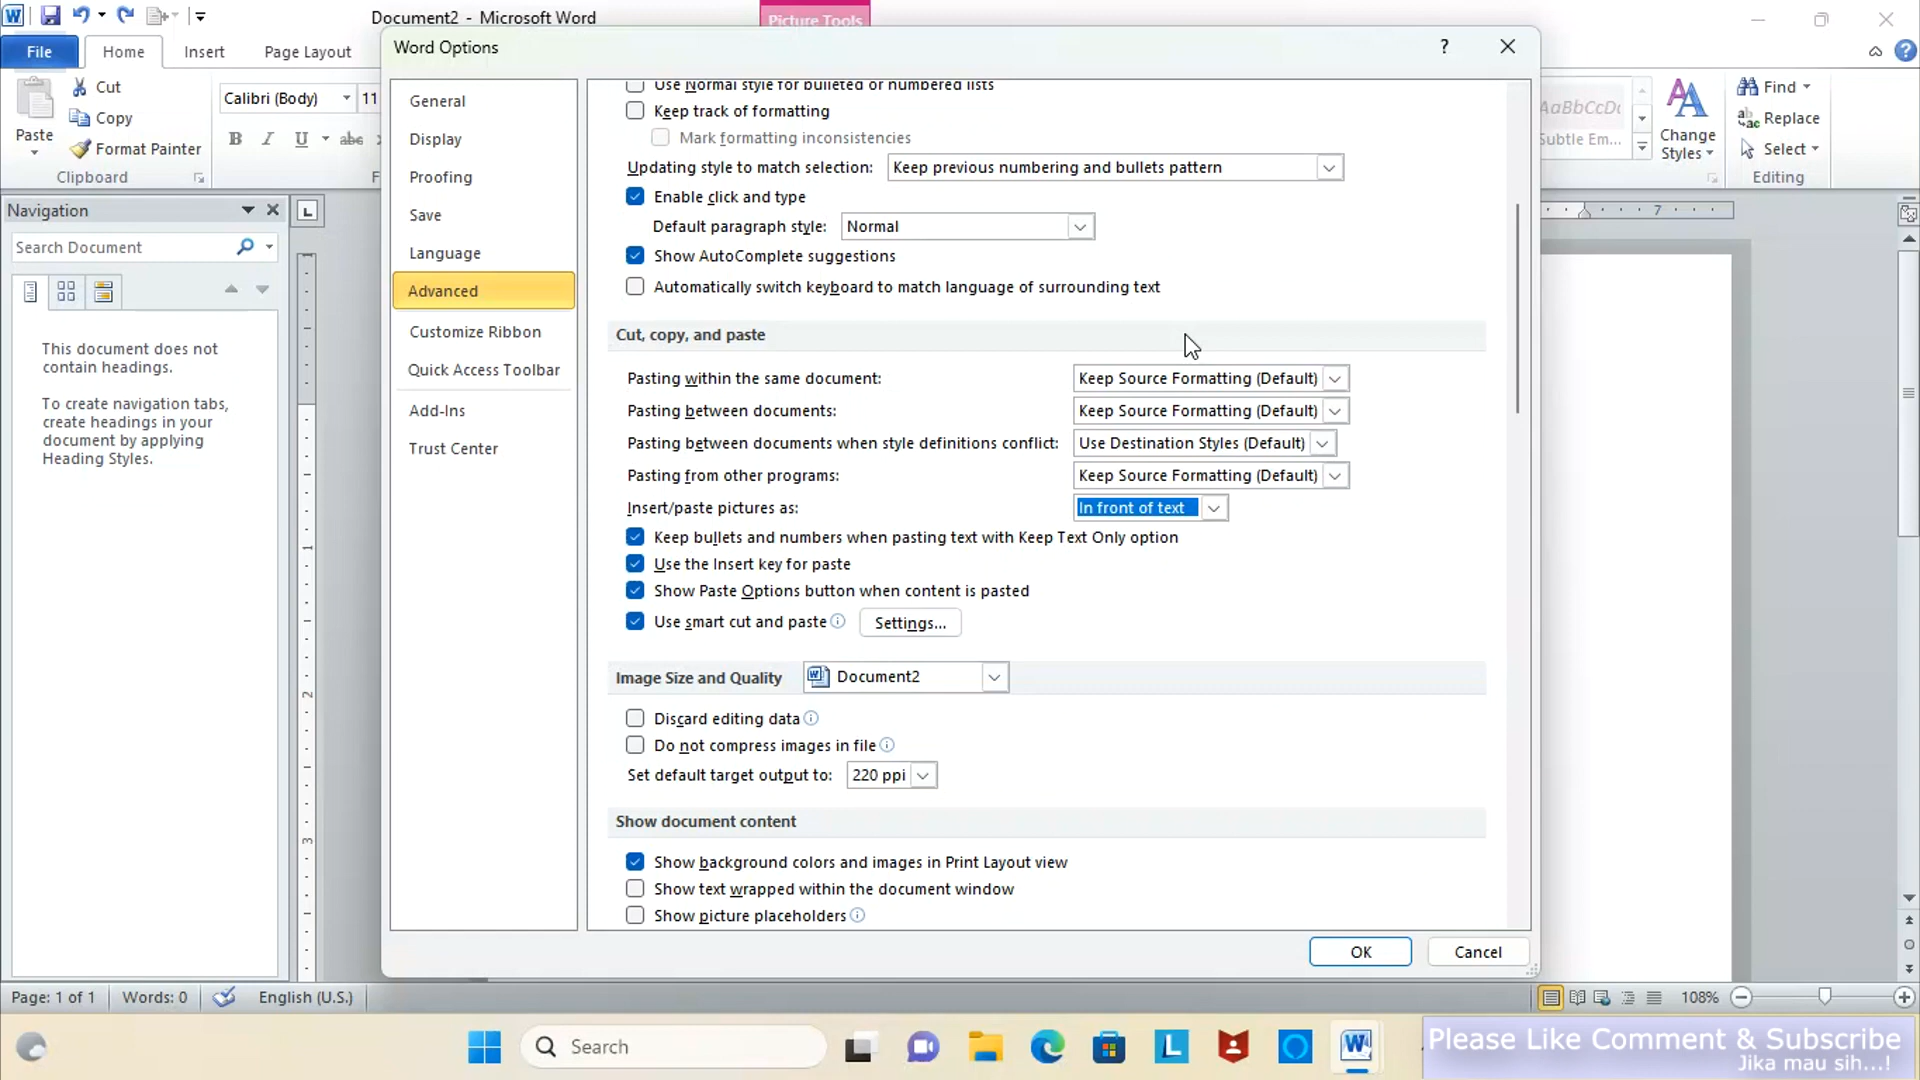 Document2 - Microsoft Word
Picture Tools
File
Home
Insert
Page Layout
Paste
Cut
Copy
Format Painter
Clipboard
Calibri (Body)
11
B I U abc
AaBbCcDc
Subtle Em...
Change
Styles
Find
Replace
Select
Editing
Navigation
Search Document
This document does not
contain headings.
To create navigation tabs,
create headings in your
document by applying
Heading Styles.
Word Options
General
Display
Proofing
Save
Language
Advanced
Customize Ribbon
Quick Access Toolbar
Add-Ins
Trust Center
Use Normal style for bulleted or numbered lists
Keep track of formatting
Mark formatting inconsistencies
Updating style to match selection: Keep previous numbering and bullets pattern
Enable click and type
Default paragraph style: Normal
Show AutoComplete suggestions
Automatically switch keyboard to match language of surrounding text
Cut, copy, and paste
Pasting within the same document: Keep Source Formatting (Default)
Pasting between documents: Keep Source Formatting (Default)
Pasting between documents when style definitions conflict: Use Destination Styles (Default)
Pasting from other programs: Keep Source Formatting (Default)
Insert/paste pictures as: In front of text
Keep bullets and numbers when pasting text with Keep Text Only option
Use the Insert key for paste
Show Paste Options button when content is pasted
Use smart cut and paste Settings...
Image Size and Quality Document2
Discard editing data
Do not compress images in file
Set default target output to: 220 ppi
Show document content
Show background colors and images in Print Layout view
Show text wrapped within the document window
Show picture placeholders
OK Cancel
7
1
2
3
Page: 1 of 1 Words: 0 English (U.S.) 108%
Search
Please Like Comment & Subscribe
Jika mau sih...!